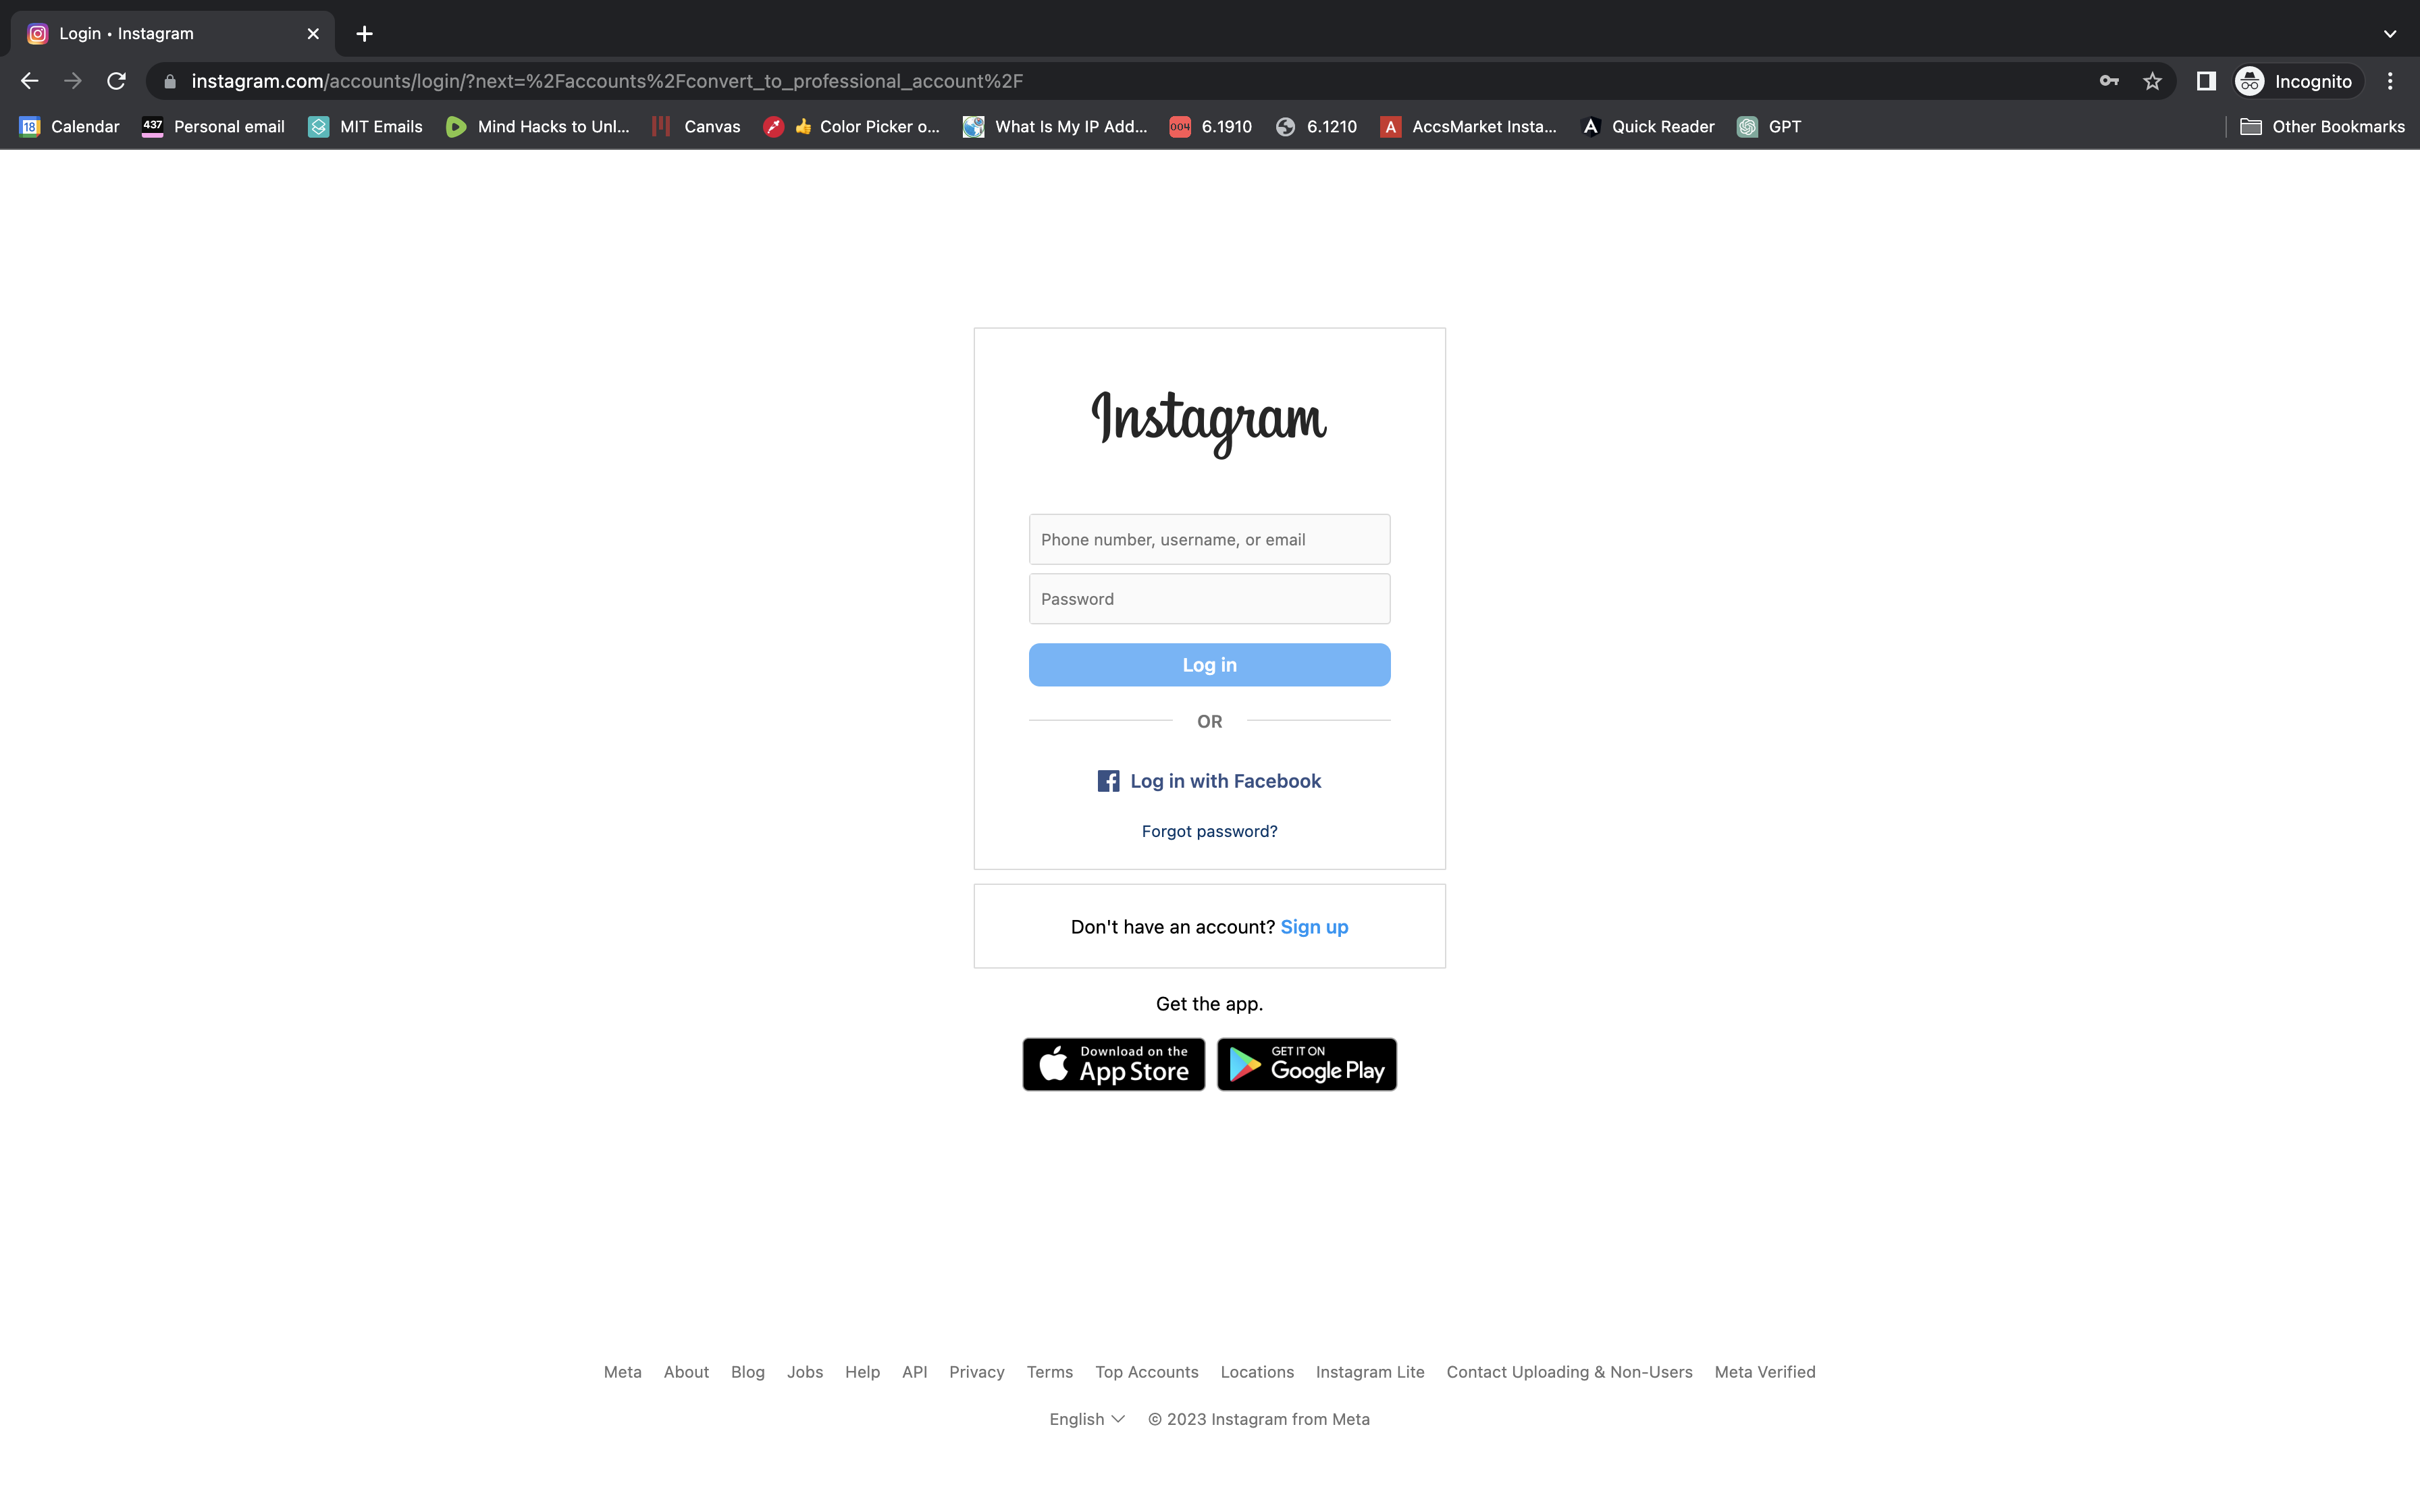 Login • Instagram
instagram.com/accounts/login/?next=%2Faccounts%2Fconvert_to_professional_account%2F
Incognito
18 Calendar 437 Personal email MIT Emails Mind Hacks to Unl... Canvas 👍 Color Picker o... What Is My IP Add... 004 6.1910 6.1210 A AccsMarket Insta... Quick Reader GPT Other Bookmarks
Instagram
Phone number, username, or email
Password
Log in
OR
Log in with Facebook
Forgot password?
Don't have an account? Sign up
Get the app.
Download on the
App Store
GET IT ON
Google Play
Meta About Blog Jobs Help API Privacy Terms Top Accounts Locations Instagram Lite Contact Uploading & Non-Users Meta Verified
English © 2023 Instagram from Meta